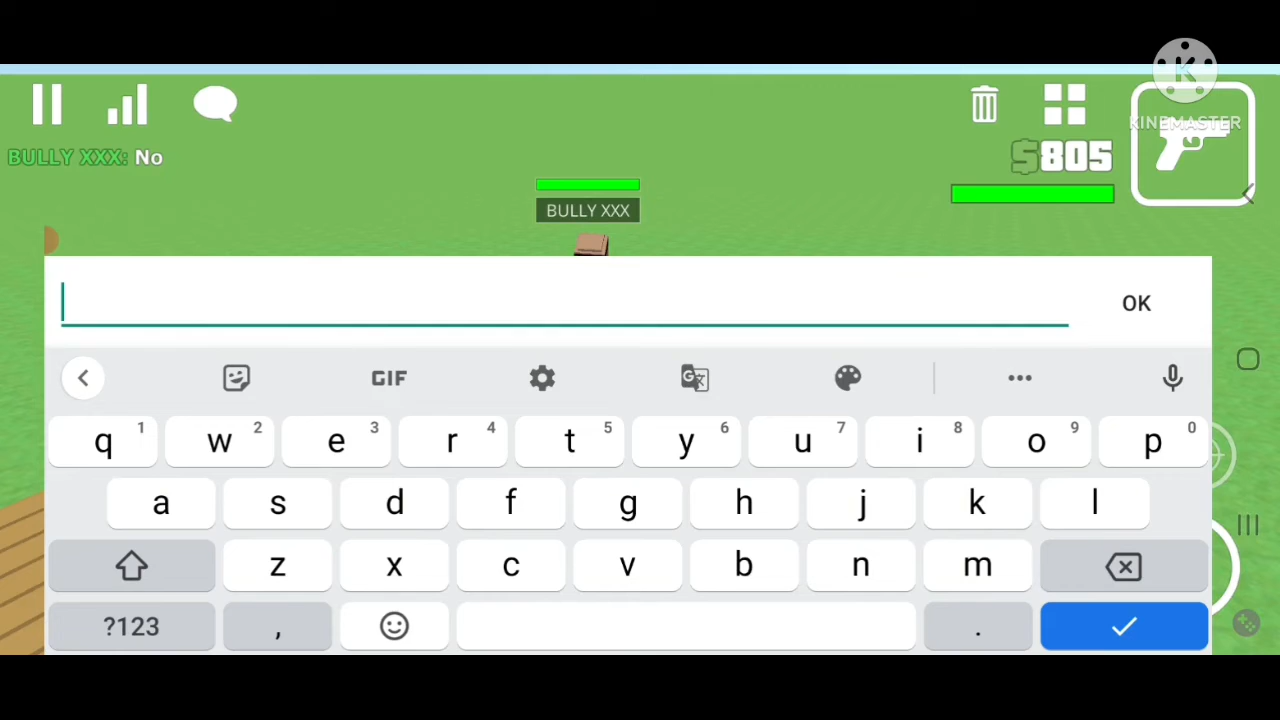 KINEMASTER
BULLY XXX: No
$805
BULLY XXX
OK
GIF
q 1 w 2 e 3 r 4 t 5 y 6 u 7 i 8 o 9 p 0
a s d f g h j k l
z x c v b n m
?123 , .